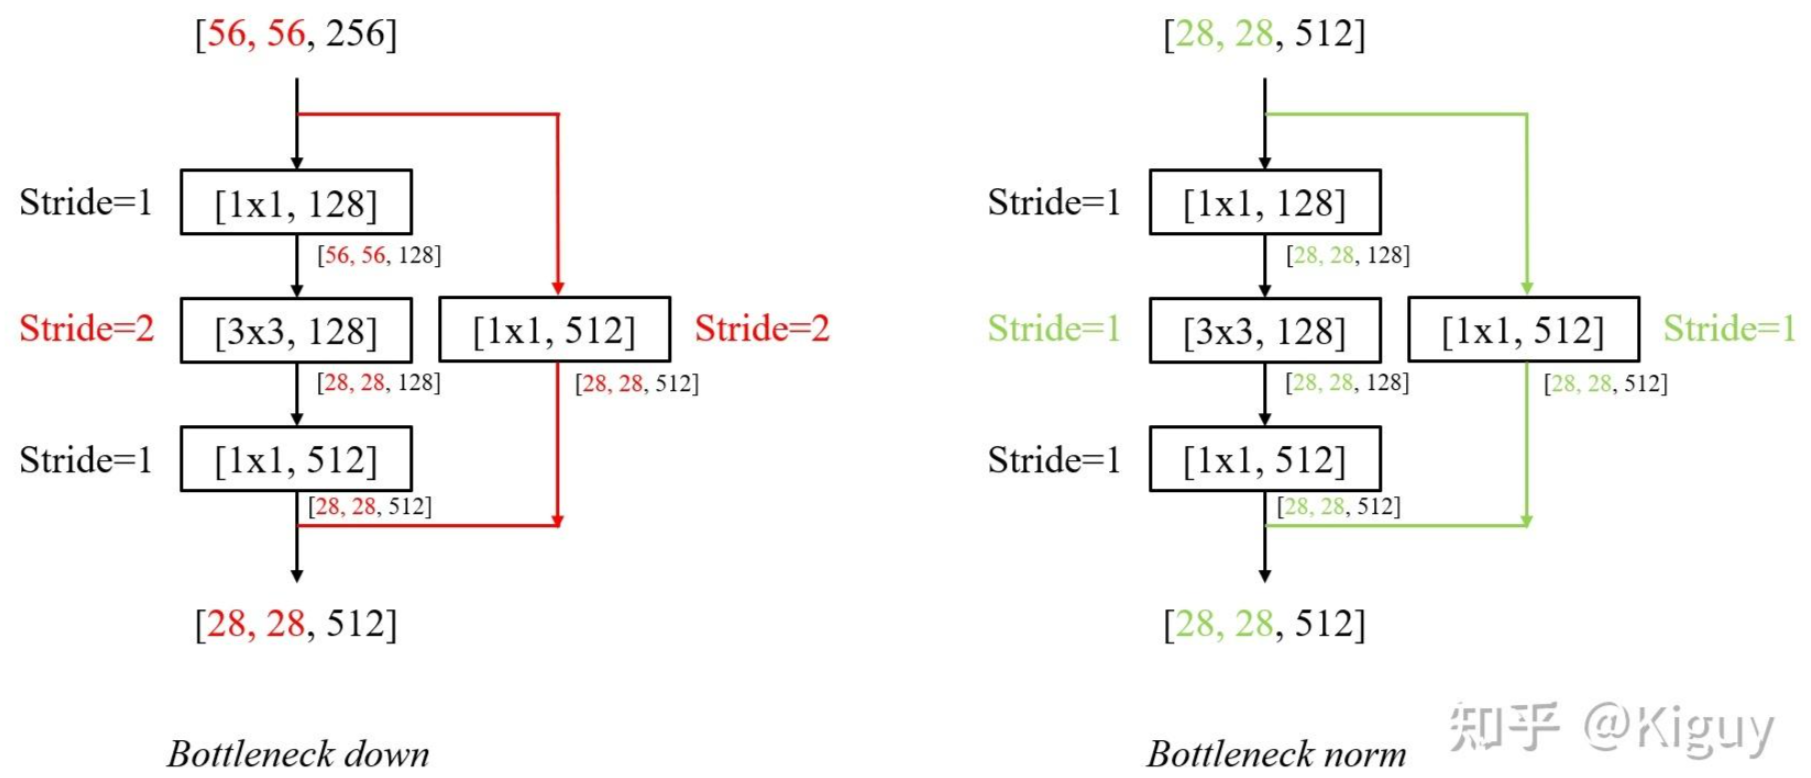 [56, 56, 256]
Stride=1
[1x1, 128]
[56, 56, 128]
Stride=2
[3x3, 128]
[1x1, 512]
Stride=2
[28, 28, 128]
[28, 28, 512]
Stride=1
[1x1, 512]
[28, 28, 512]
[28, 28, 512]
Bottleneck down
[28, 28, 512]
Stride=1
[1x1, 128]
[28, 28, 128]
Stride=1
[3x3, 128]
[1x1, 512]
Stride=1
[28, 28, 128]
[28, 28, 512]
Stride=1
[1x1, 512]
[28, 28, 512]
[28, 28, 512]
Bottleneck norm
知乎 @Kiguy